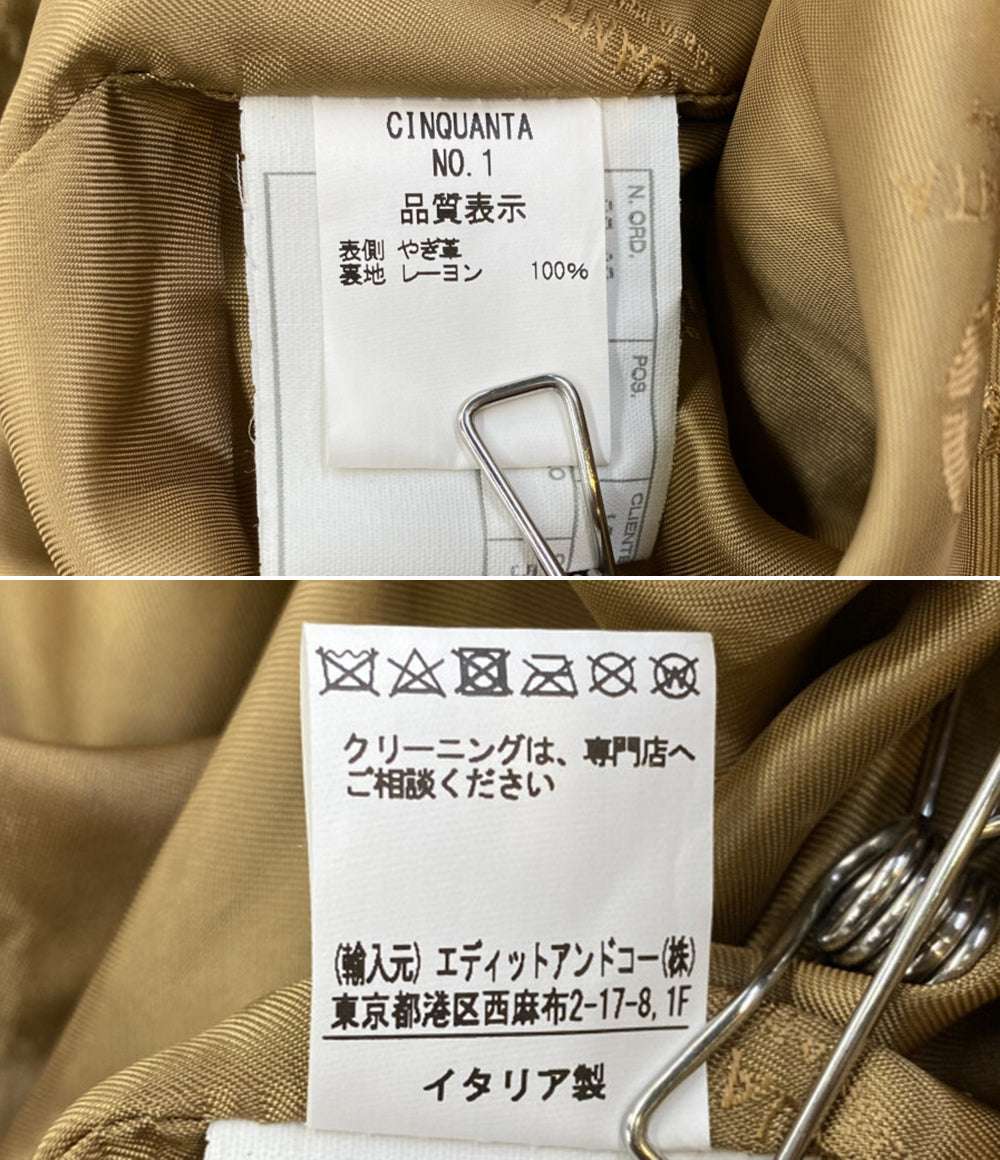 CINQUANTA
NO.1
品質表示
表側 やぎ革
裏地 レーヨン 100%
N. ORD.
POS.
CLIENTE
クリーニングは、専門店へ
ご相談ください
(輸入元) エディットアンドコー(株)
東京都港区西麻布2-17-8, 1F
イタリア製